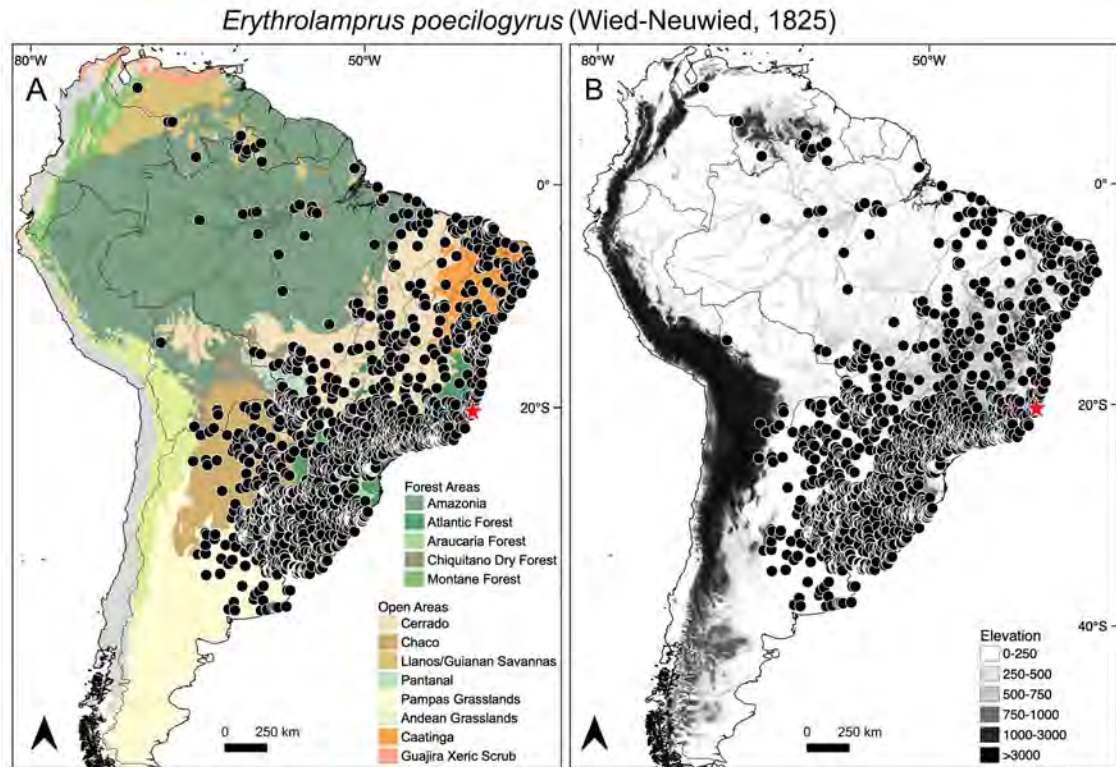 Erythrolamprus poecilogyrus (Wied-Neuwied, 1825)
80°W
50°W
A
0°
20°S
Forest Areas
Amazonia
Atlantic Forest
Araucaria Forest
Chiquitano Dry Forest
Montane Forest
Open Areas
Cerrado
Chaco
Llanos/Guianan Savannas
Pantanal
Pampas Grasslands
Andean Grasslands
Caatinga
Guajira Xeric Scrub
0 250 km
80°W
50°W
B
0°
20°S
40°S
Elevation
0-250
250-500
500-750
750-1000
1000-3000
>3000
0 250 km